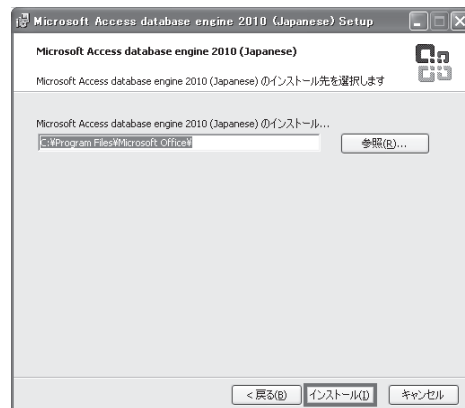 Microsoft Access database engine 2010 (Japanese) Setup
Microsoft Access database engine 2010 (Japanese)
Microsoft Access database engine 2010 (Japanese) のインストール先を選択します
Microsoft Access database engine 2010 (Japanese) のインストール...
C:¥Program Files¥Microsoft Office¥
参照(R)...
< 戻る(B)
インストール(I)
キャンセル